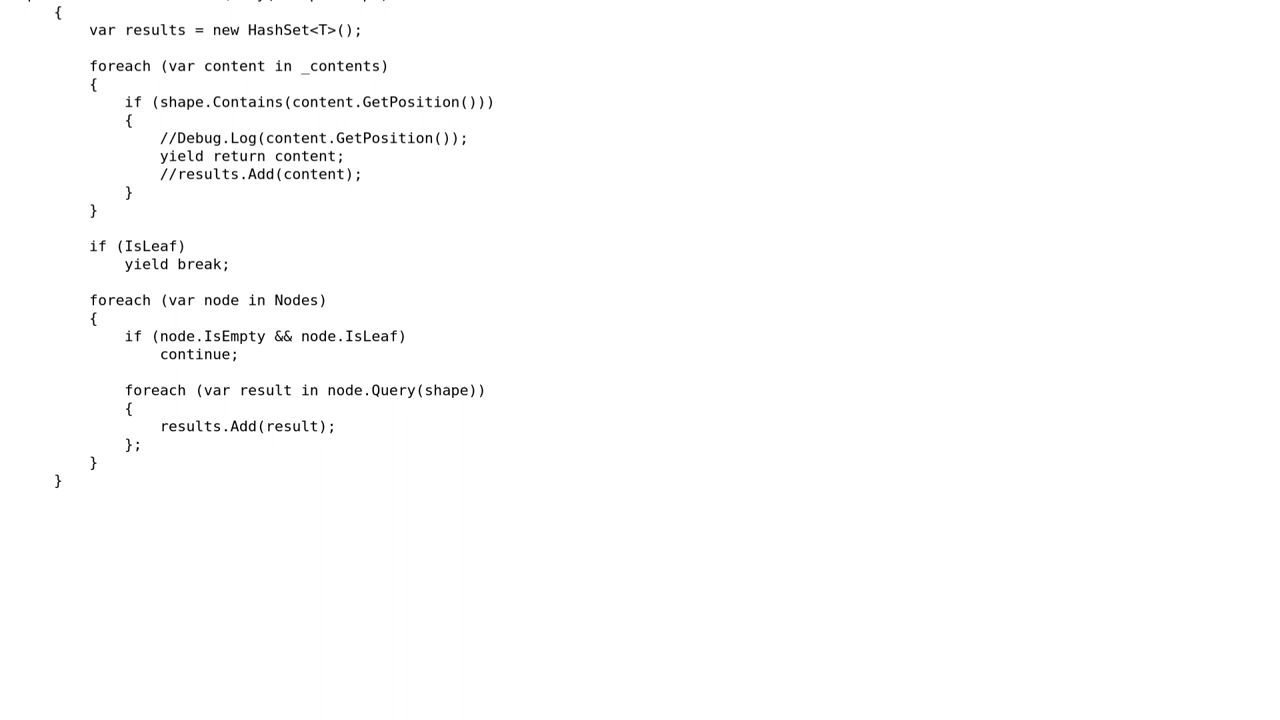 {
var results = new HashSet<T>();
foreach (var content in _contents)
{
if (shape.Contains(content.GetPosition()))
{
//Debug.Log(content.GetPosition());
yield return content;
//results.Add(content);
}
}
if (IsLeaf)
yield break;
foreach (var node in Nodes)
{
if (node.IsEmpty && node.IsLeaf)
continue;
foreach (var result in node.Query(shape))
{
results.Add(result);
};
}
}